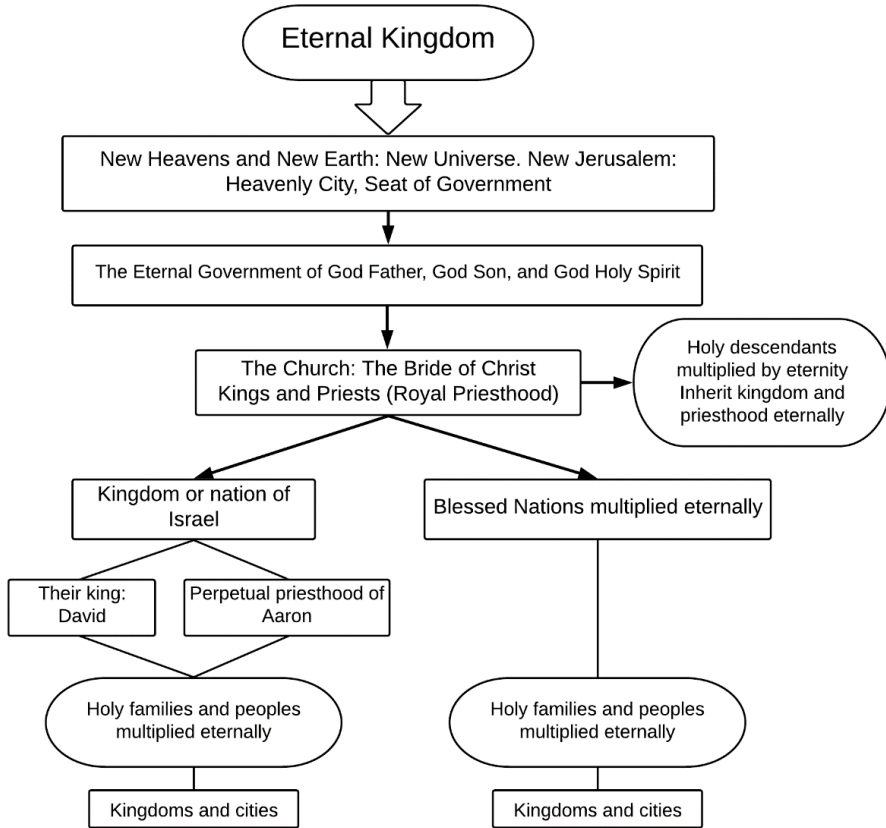 Eternal Kingdom
New Heavens and New Earth: New Universe. New Jerusalem:
Heavenly City, Seat of Government
The Eternal Government of God Father, God Son, and God Holy Spirit
The Church: The Bride of Christ
Kings and Priests (Royal Priesthood)
Holy descendants
multiplied by eternity
Inherit kingdom and
priesthood eternally
Kingdom or nation of
Israel
Blessed Nations multiplied eternally
Their king:
David
Perpetual priesthood of
Aaron
Holy families and peoples
multiplied eternally
Holy families and peoples
multiplied eternally
Kingdoms and cities
Kingdoms and cities